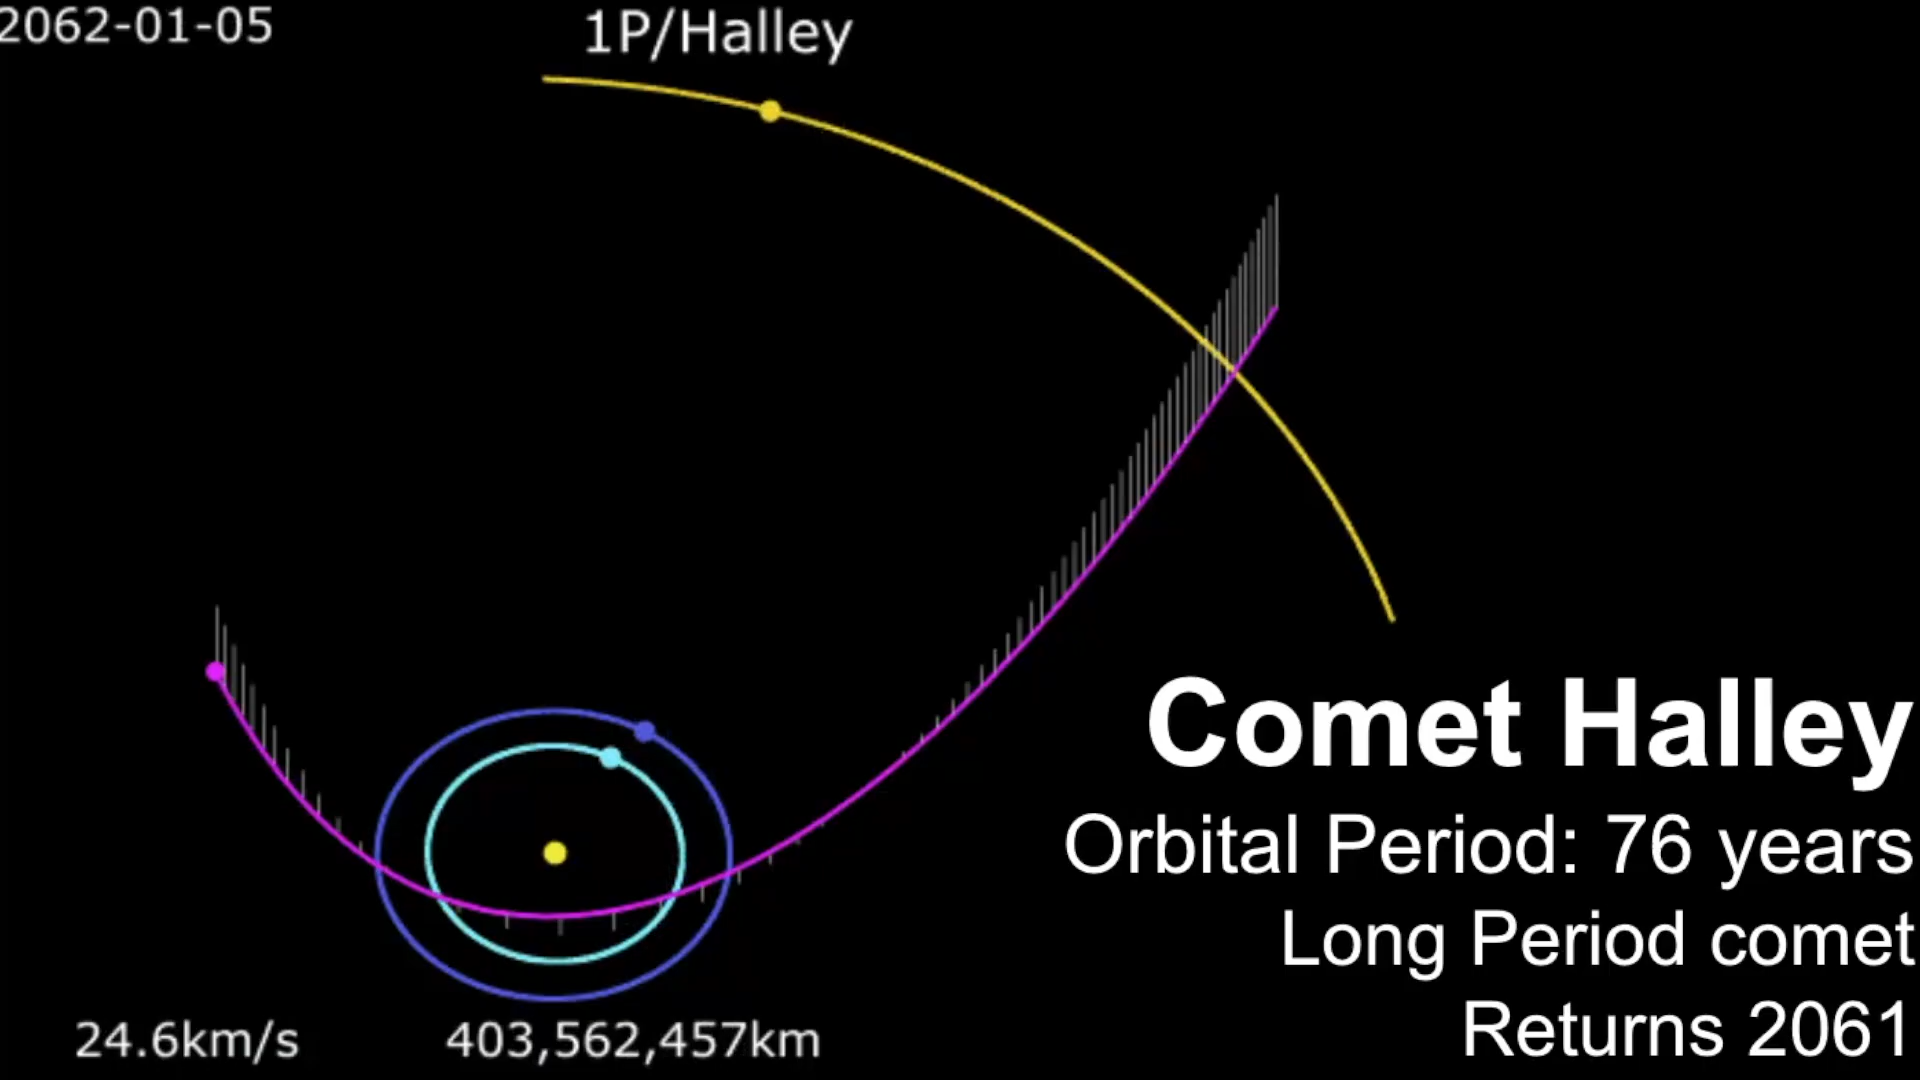 2062-01-05
1P/Halley
Comet Halley
Orbital Period: 76 years
Long Period comet
Returns 2061
24.6km/s
403,562,457km